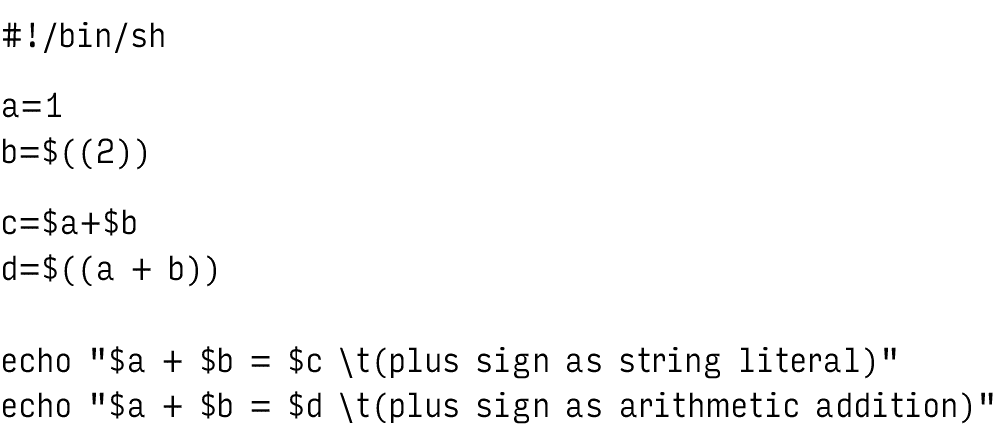 #!/bin/sh
a=1
b=$((2))
c=$a+$b
d=$((a + b))
echo "$a + $b = $c \t(plus sign as string literal)"
echo "$a + $b = $d \t(plus sign as arithmetic addition)"